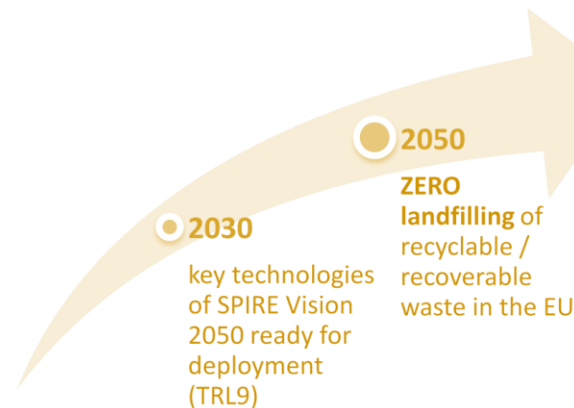 2030
key technologies
of SPIRE Vision
2050 ready for
deployment
(TRL9)
2050
ZERO
landfilling of
recyclable /
recoverable
waste in the EU